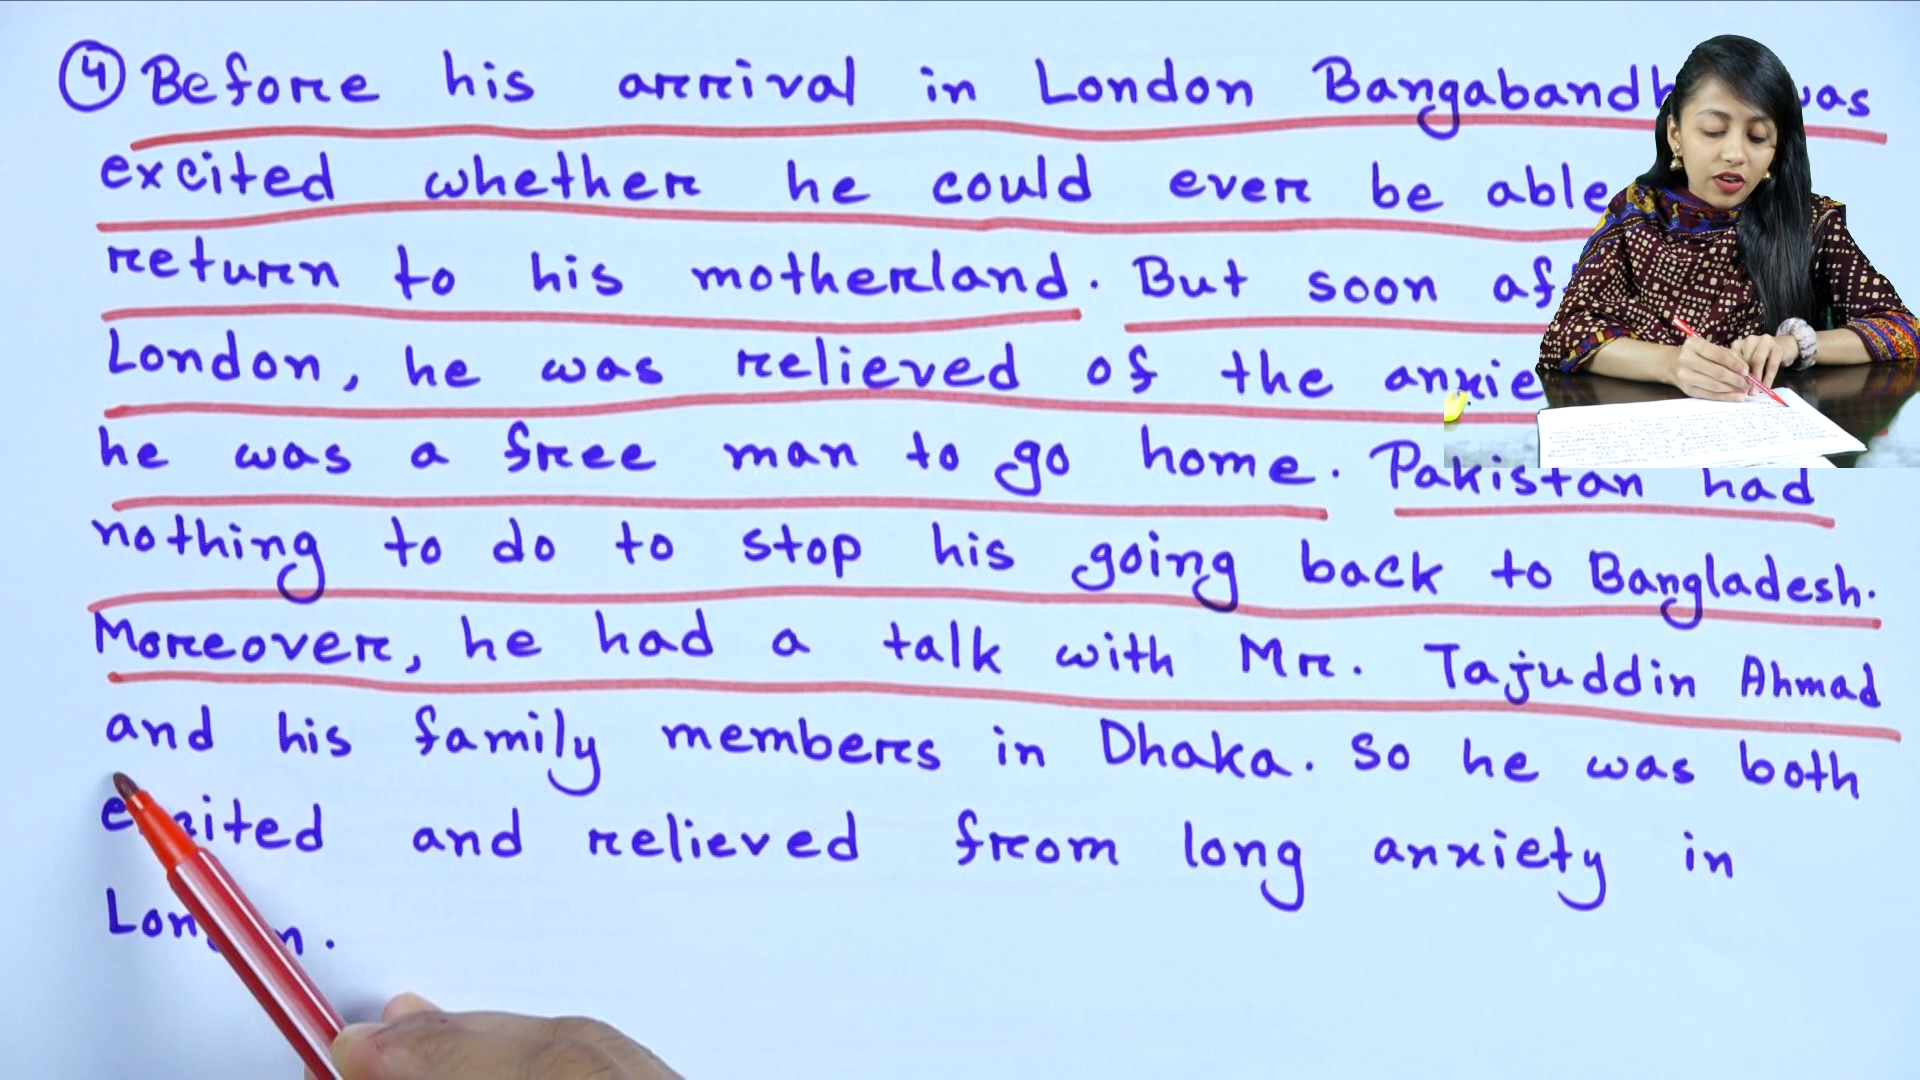 ④ Before his arrival in London Bangabandh
excited whether he could ever be able
return to his motherland. But soon af
London, he was relieved of the anxie
he was a free man to go home. Pakistan had
nothing to do to stop his going back to Bangladesh.
Moreover, he had a talk with Mr. Tajuddin Ahmad
and his family members in Dhaka. So he was both
and relieved from long anxiety in